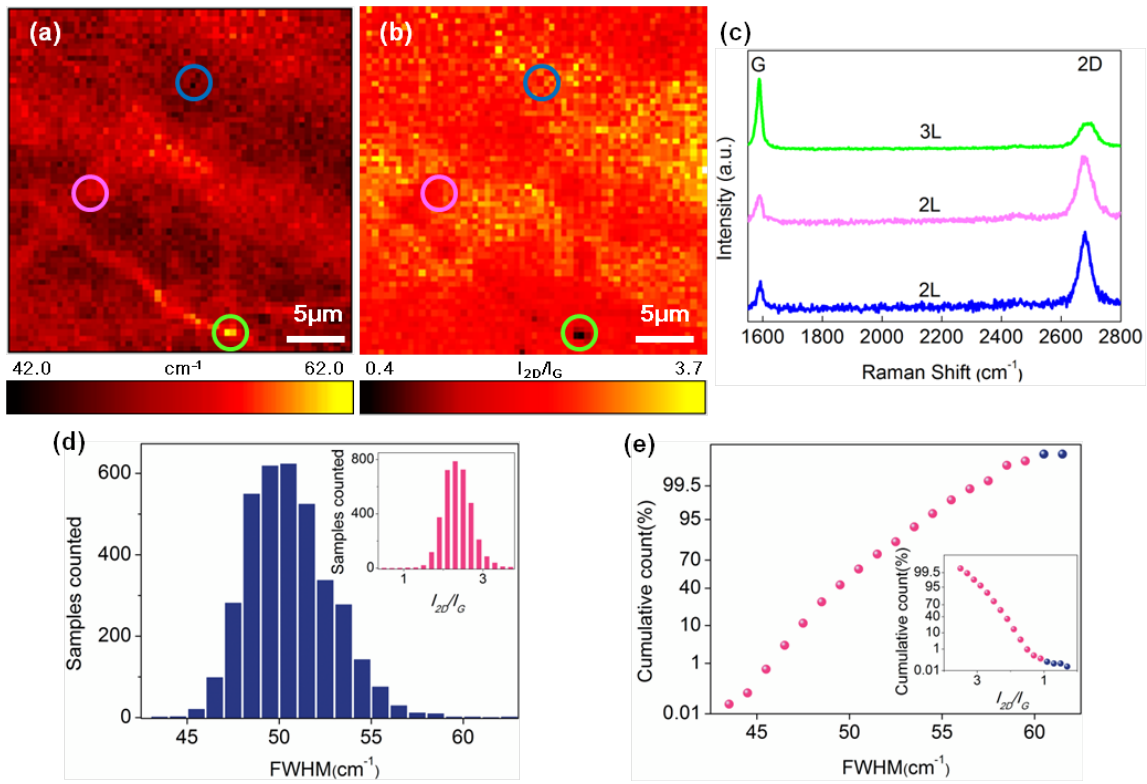 (a)
5μm
42.0 cm⁻¹ 62.0
(b)
5μm
0.4 I₂D/IG 3.7
(c)
G 2D
3L
2L
2L
Intensity (a.u.)
1600 1800 2000 2200 2400 2600 2800
Raman Shift (cm⁻¹)
(d)
Samples counted
600
400
200
0
45 50 55 60
FWHM(cm⁻¹)
Samples counted
800
400
0
1 3
I₂D/IG
(e)
Cumulative count(%)
99.5
95
70
40
10
1
0.01
45 50 55 60
FWHM(cm⁻¹)
Cumulative count(%)
99.5
95
70
40
10
1
0.01
3 1
I₂D/IG